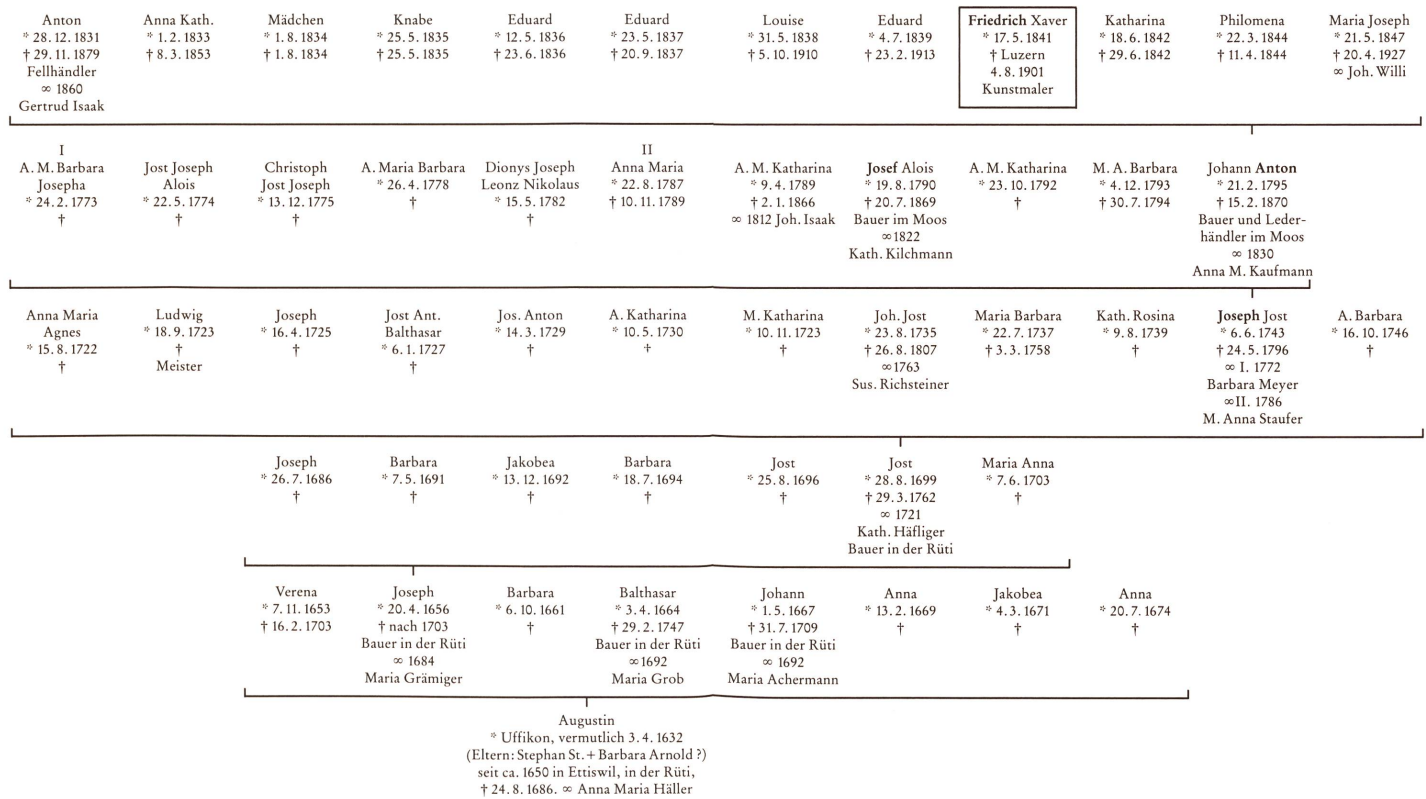 Anton
* 28.12.1831
† 29.11.1879
Fellhändler
∞ 1860
Gertrud Isaak
Anna Kath.
* 1.2.1833
† 8.3.1853
Mädchen
* 1.8.1834
† 1.8.1834
Knabe
* 25.5.1835
† 25.5.1835
Eduard
* 12.5.1836
† 23.6.1836
Eduard
* 23.5.1837
† 20.9.1837
Louise
* 31.5.1838
† 5.10.1910
Eduard
* 4.7.1839
† 23.2.1913
Friedrich Xaver
* 17.5.1841
† Luzern
4.8.1901
Kunstmaler
Katharina
* 18.6.1842
† 29.6.1842
Philomena
* 22.3.1844
† 11.4.1844
Maria Joseph
* 21.5.1847
† 20.4.1927
∞ Joh. Willi
I
A. M. Barbara
Josepha
* 24.2.1773
†
Jost Joseph
Alois
* 22.5.1774
†
Christoph
Jost Joseph
* 13.12.1775
†
A. Maria Barbara
* 26.4.1778
†
Dionys Joseph
Leonz Nikolaus
* 15.5.1782
†
II
Anna Maria
* 22.8.1787
† 10.11.1789
A. M. Katharina
* 9.4.1789
† 2.1.1866
∞ 1812 Joh. Isaak
Josef Alois
* 19.8.1790
† 20.7.1869
Bauer im Moos
∞1822
Kath. Kilchmann
A. M. Katharina
* 23.10.1792
†
M. A. Barbara
* 4.12.1793
† 30.7.1794
Johann Anton
* 21.2.1795
† 15.2.1870
Bauer und Leder-
händler im Moos
∞ 1830
Anna M. Kaufmann
Anna Maria
Agnes
* 15.8.1722
†
Ludwig
* 18.9.1723
†
Meister
Joseph
* 16.4.1725
†
Jost Ant.
Balthasar
* 6.1.1727
†
Jos. Anton
* 14.3.1729
†
A. Katharina
* 10.5.1730
†
M. Katharina
* 10.11.1723
†
Joh. Jost
* 23.8.1735
† 26.8.1807
∞1763
Sus. Richsteiner
Maria Barbara
* 22.7.1737
† 3.3.1758
Kath. Rosina
* 9.8.1739
†
Joseph Jost
* 6.6.1743
† 24.5.1796
∞ I. 1772
Barbara Meyer
∞II. 1786
M. Anna Staufer
A. Barbara
* 16.10.1746
†
Joseph
* 26.7.1686
†
Barbara
* 7.5.1691
†
Jakobea
* 13.12.1692
†
Barbara
* 18.7.1694
†
Jost
* 25.8.1696
†
Jost
* 28.8.1699
† 29.3.1762
∞ 1721
Kath. Häfliger
Bauer in der Rüti
Maria Anna
* 7.6.1703
†
Verena
* 7.11.1653
† 16.2.1703
Joseph
* 20.4.1656
† nach 1703
Bauer in der Rüti
∞ 1684
Maria Grämiger
Barbara
* 6.10.1661
†
Balthasar
* 3.4.1664
† 29.2.1747
Bauer in der Rüti
∞1692
Maria Grob
Johann
* 1.5.1667
† 31.7.1709
Bauer in der Rüti
∞ 1692
Maria Achermann
Anna
* 13.2.1669
†
Jakobea
* 4.3.1671
†
Anna
* 20.7.1674
†
Augustin
* Uffikon, vermutlich 3.4.1632
(Eltern: Stephan St. + Barbara Arnold ?)
seit ca. 1650 in Ettiswil, in der Rüti,
† 24.8.1686. ∞ Anna Maria Häller